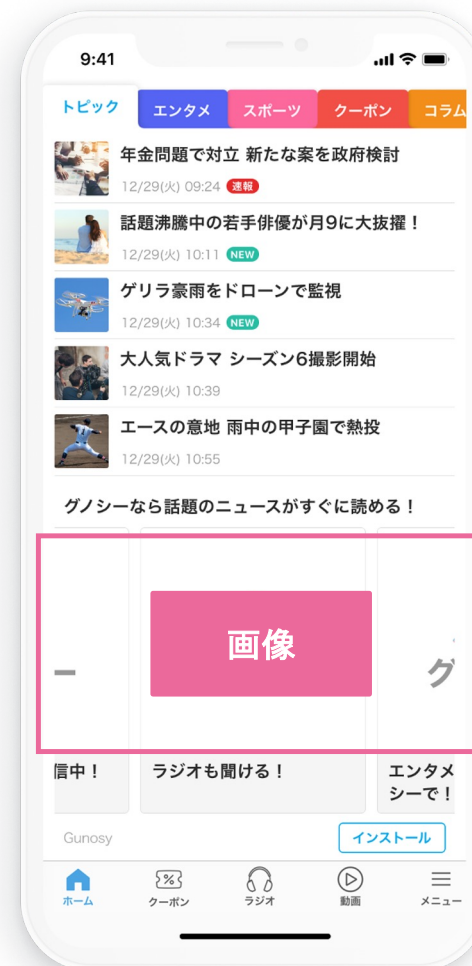 9:41
トピック エンタメ スポーツ クーポン コラム
年金問題で対立 新たな案を政府検討
12/29(火) 09:24 速報
話題沸騰中の若手俳優が月9に大抜擢！
12/29(火) 10:11 NEW
ゲリラ豪雨をドローンで監視
12/29(火) 10:34 NEW
大人気ドラマ シーズン6撮影開始
12/29(火) 10:39
エースの意地 雨中の甲子園で熱投
12/29(火) 10:55
グノシーなら話題のニュースがすぐに読める！
ー 画像 グ
信中！ ラジオも聞ける！ エンタメ
シーで！
Gunosy インストール
ホーム クーポン ラジオ 動画 メニュー